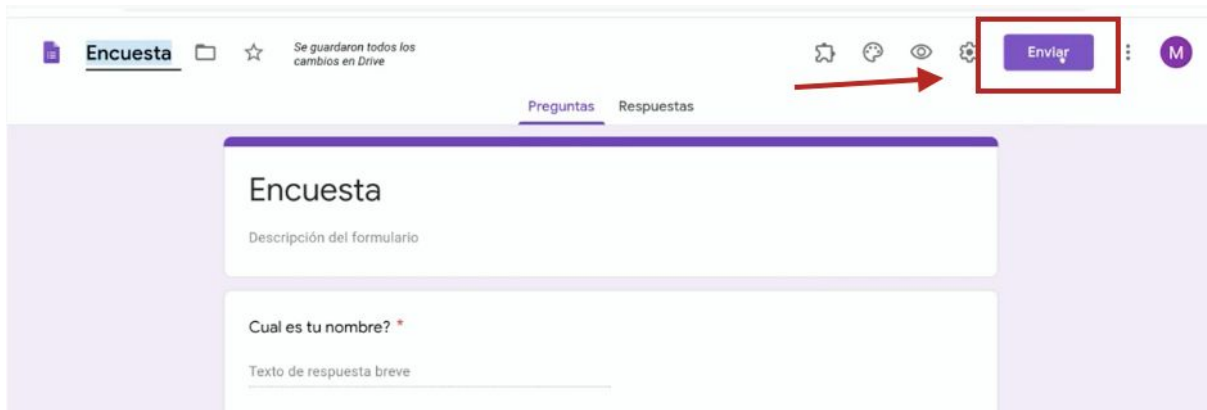 Encuesta
Se guardaron todos los
cambios en Drive
Enviar
M
Preguntas Respuestas
Encuesta
Descripción del formulario
Cual es tu nombre? *
Texto de respuesta breve